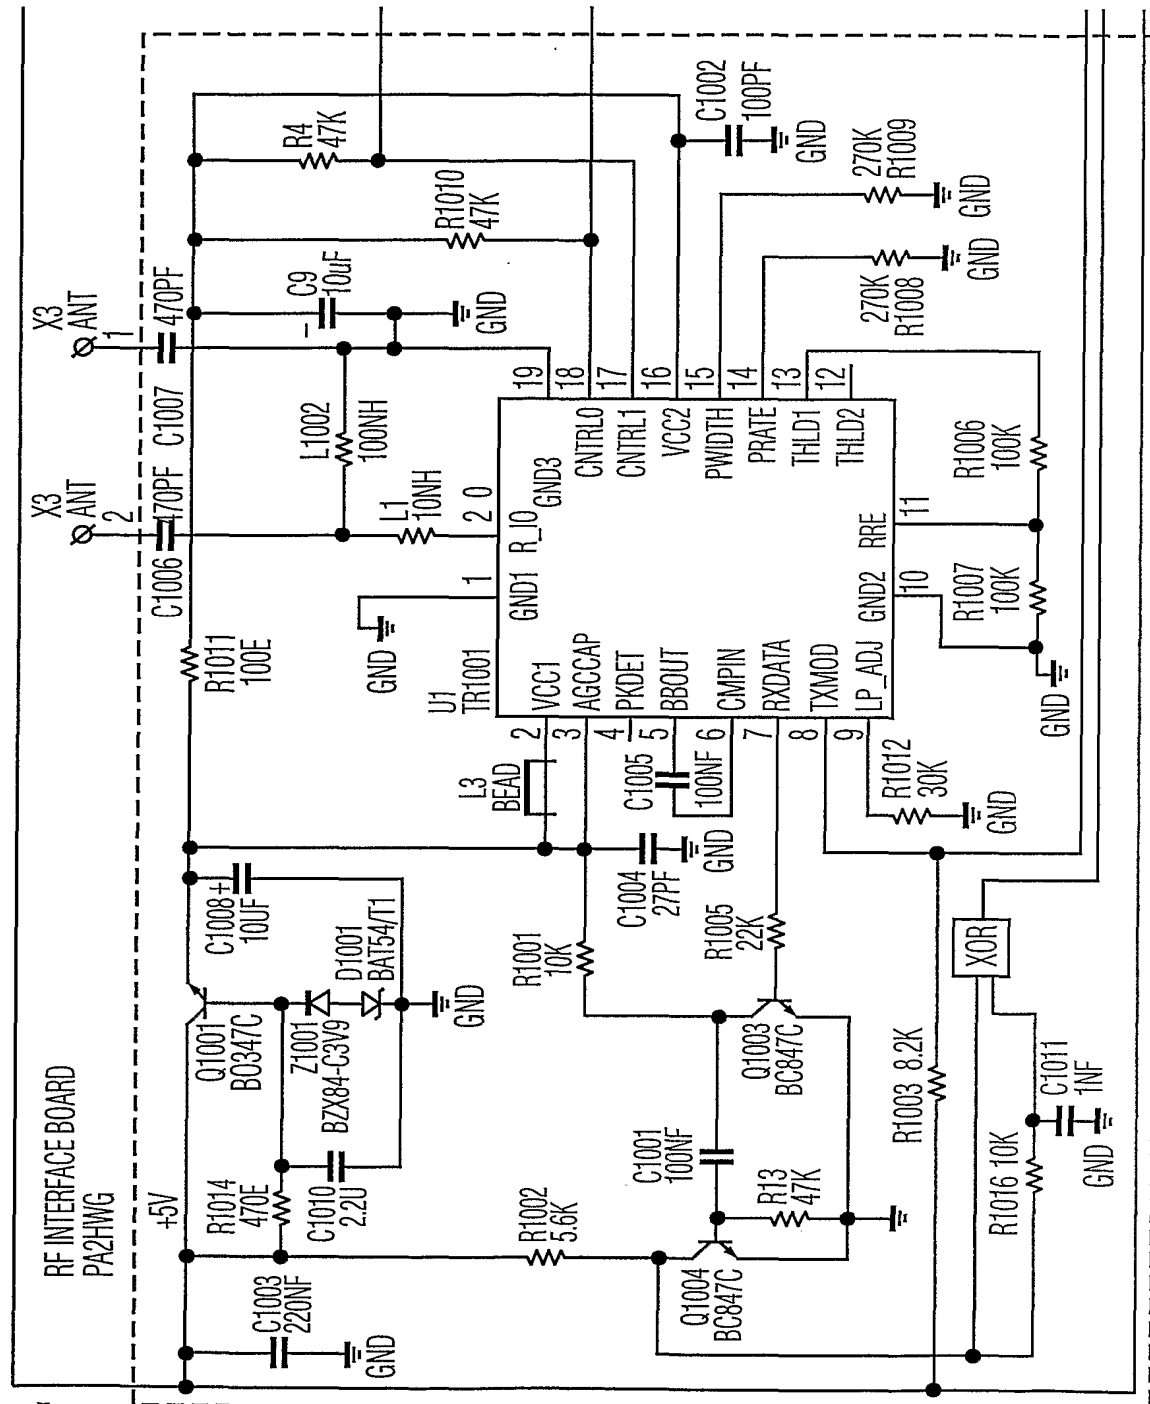 RF INTERFACE BOARD
PA2HWG
+5V
C1003
220NF
GND
R1014
470E
C1010
2.2U
Q1001
BO347C
Z1001
BZX84-C3V9
D1001
BAT54/T1
GND
C1008+
10UF
R1011
100E
X3
ANT
2
C1006
470PF
X3
ANT
1
C1007
470PF
L1002
100NH
L1
10NH
C9
10uF
–
GND
R4
47K
R1010
47K
C1002
100PF
GND
270K
R1009
GND
270K
R1008
GND
U1
TR1001
GND
1
GND1
2 0
R_IO
19
GND3
18
CNTRL0
17
CNTRL1
16
VCC2
15
PWIDTH
14
PRATE
13
THLD1
12
THLD2
2
VCC1
3
AGCCAP
4
PKDET
5
BBOUT
6
CMPIN
7
RXDATA
8
TXMOD
9
LP_ADJ
10
GND2
11
RRE
R1006
100K
R1007
100K
GND
L3
BEAD
C1005
100NF
C1004
27PF
GND
R1001
10K
R1005
22K
R1012
30K
GND
R1002
5.6K
C1001
100NF
R13
47K
Q1003
BC847C
Q1004
BC847C
R1003 8.2K
XOR
R1016 10K
C1011
1NF
GND